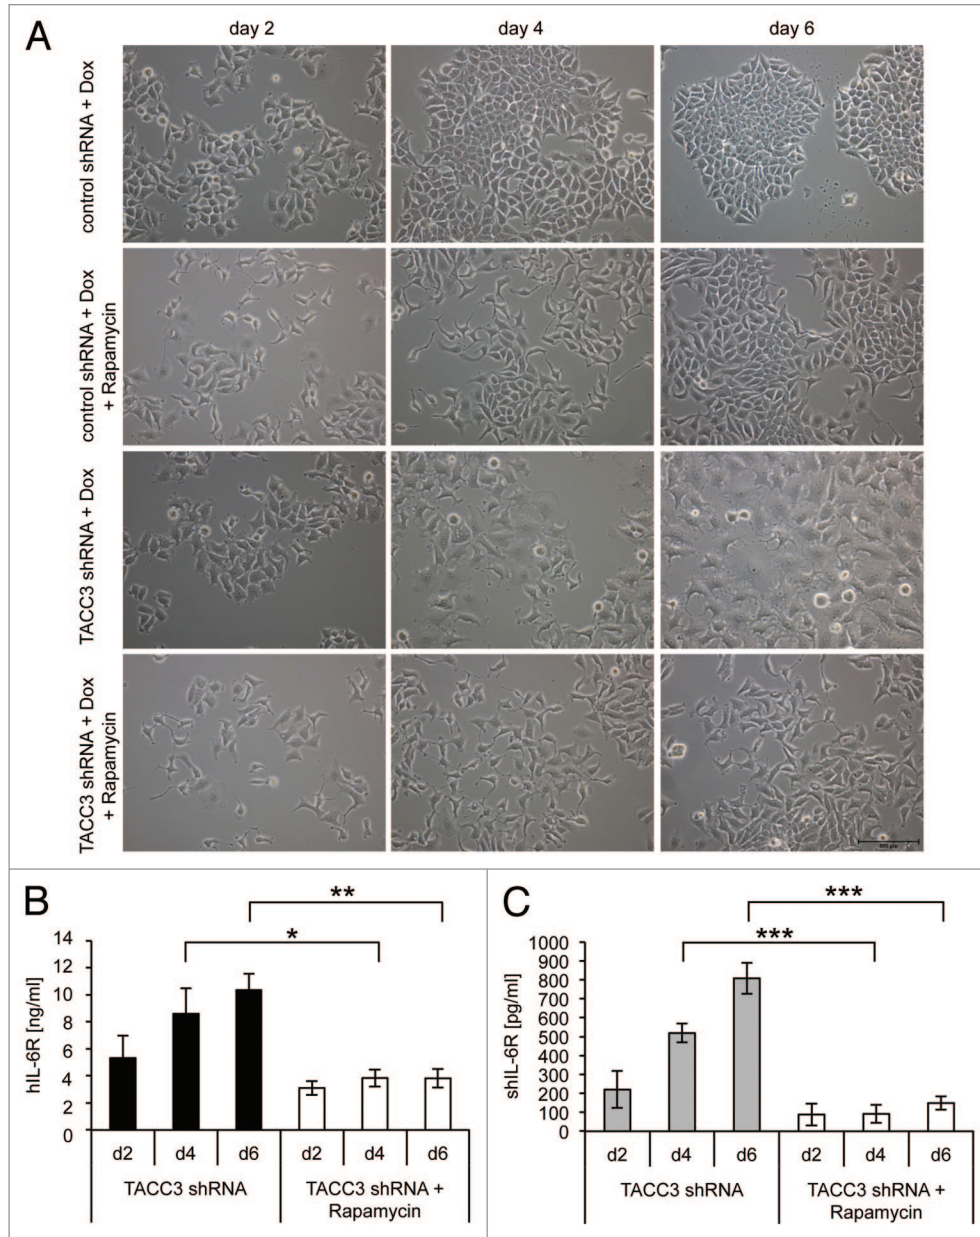 A
day 2
day 4
day 6
control shRNA + Dox
control shRNA + Dox
+ Rapamycin
TACC3 shRNA + Dox
TACC3 shRNA + Dox
+ Rapamycin
B
**
*
hIL-6R [ng/ml]
14
12
10
8
6
4
2
0
d2
d4
d6
d2
d4
d6
TACC3 shRNA
TACC3 shRNA +
Rapamycin
C
***
***
shIL-6R [pg/ml]
1000
900
800
700
600
500
400
300
200
100
0
d2
d4
d6
d2
d4
d6
TACC3 shRNA
TACC3 shRNA +
Rapamycin